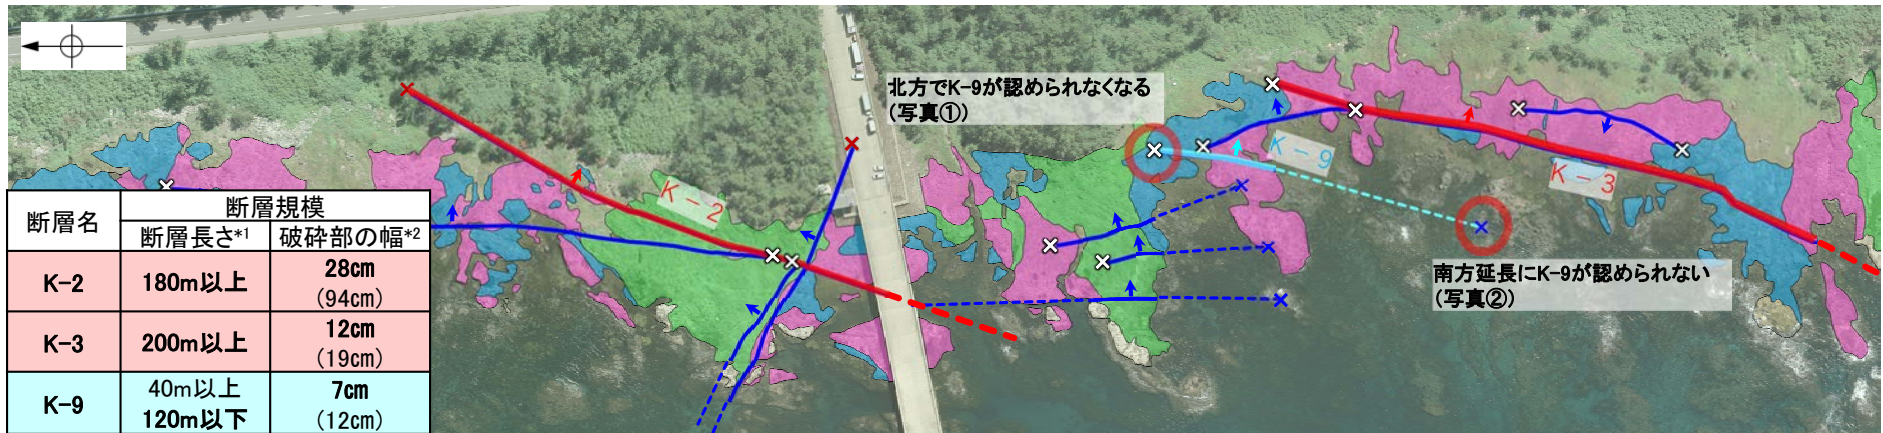 北方でK-9が認められなくなる
(写真①)
K-2
K-9
K-3
南方延長にK-9が認められない
(写真②)
断層名 断層規模
断層長さ*1 破砕部の幅*2
K-2 180m以上 28cm
(94cm)
K-3 200m以上 12cm
(19cm)
K-9 40m以上 7cm
120m以下 (12cm)